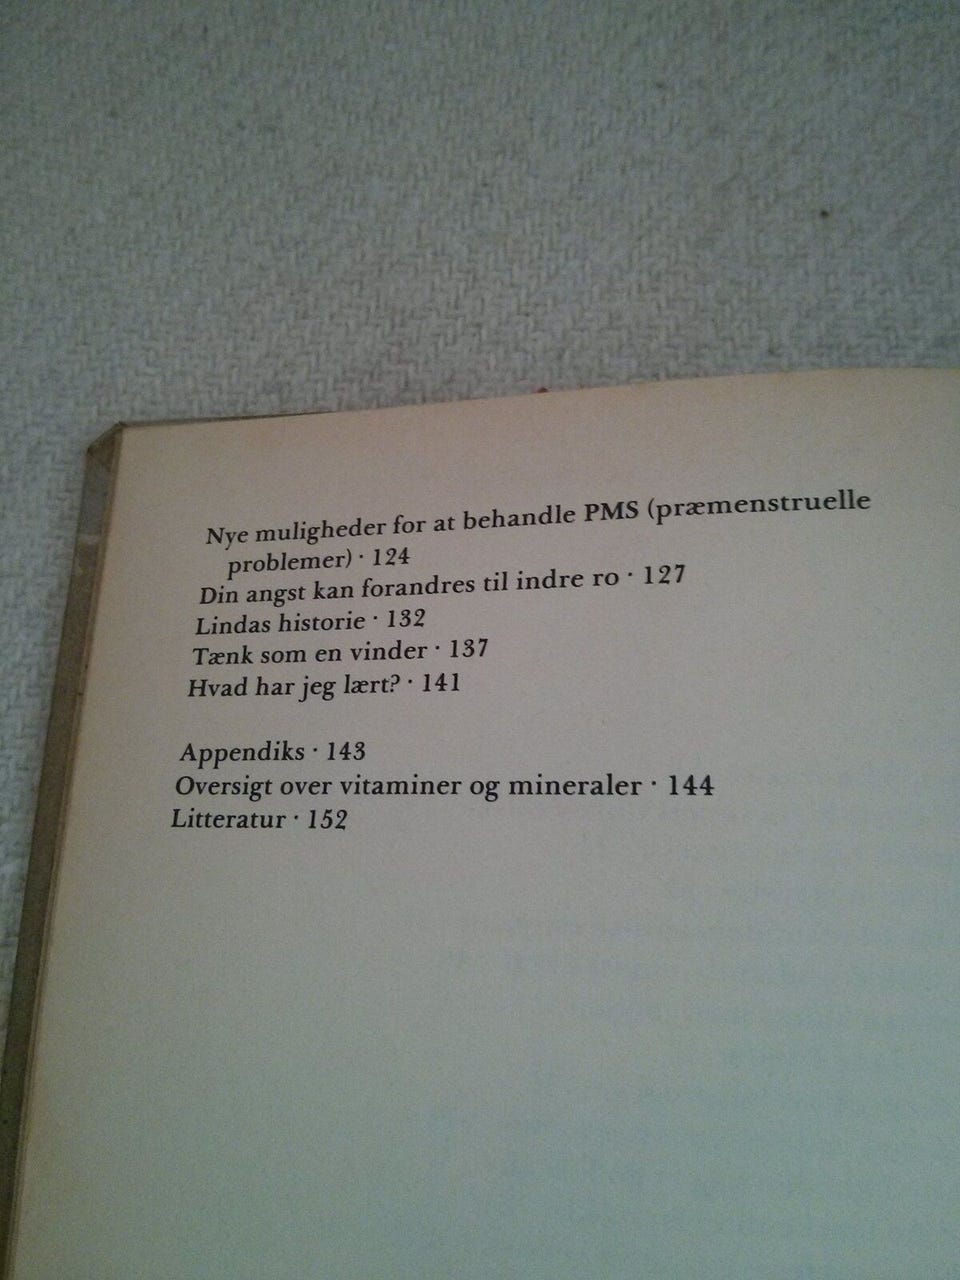 Nye muligheder for at behandle PMS (præmenstruelle
problemer) · 124
Din angst kan forandres til indre ro · 127
Lindas historie · 132
Tænk som en vinder · 137
Hvad har jeg lært? · 141
Appendiks · 143
Oversigt over vitaminer og mineraler · 144
Litteratur · 152